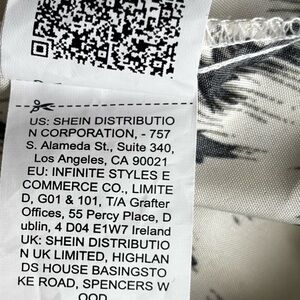 US: SHEIN DISTRIBUTIO
N CORPORATION, - 757
S. Alameda St., Suite 340,
Los Angeles, CA 90021
EU: INFINITE STYLES E
COMMERCE CO., LIMITE
D, G01 & 101, T/A Grafter
Offices, 55 Percy Place, D
ublin, 4 D04 E1W7 Ireland
UK: SHEIN DISTRIBUTIO
N UK LIMITED, HIGHLAN
DS HOUSE BASINGSTO
KE ROAD, SPENCERS W
OOD